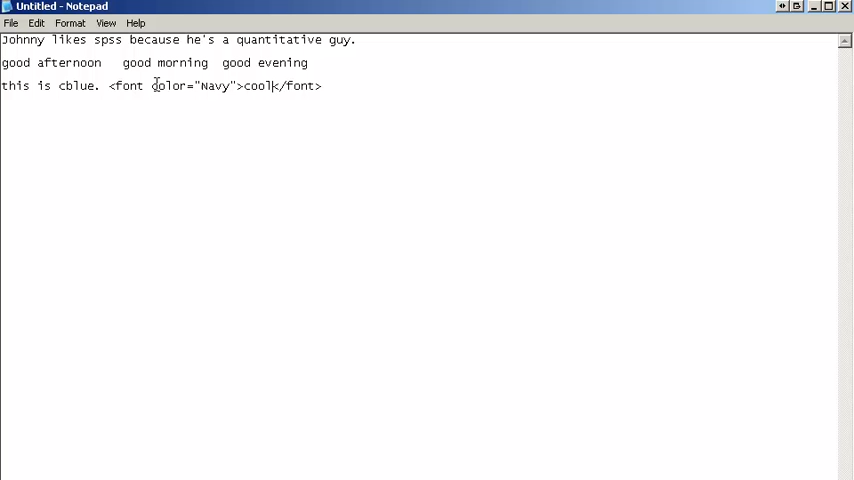 Untitled - Notepad
File Edit Format View Help
Johnny likes spss because he's a quantitative guy.
good afternoon   good morning  good evening
this is cblue. <font color="Navy">cool</font>